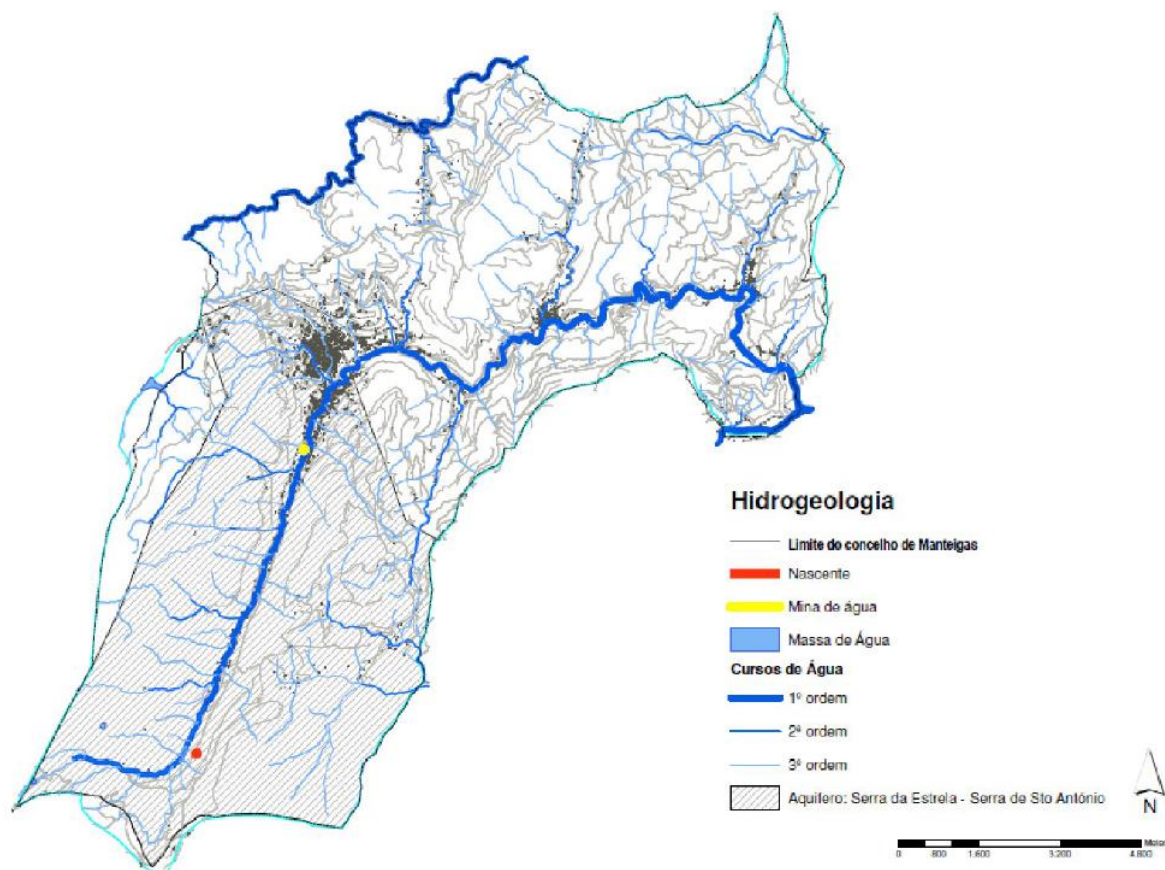 Hidrogeologia
Limite do concelho de Manteigas
Nascente
Mina de água
Massa de Água
Cursos de Água
1ª ordem
2ª ordem
3ª ordem
Aquífero: Serra da Estrela - Serra de Sto António
N
0 800 1.600 3.200 4.800